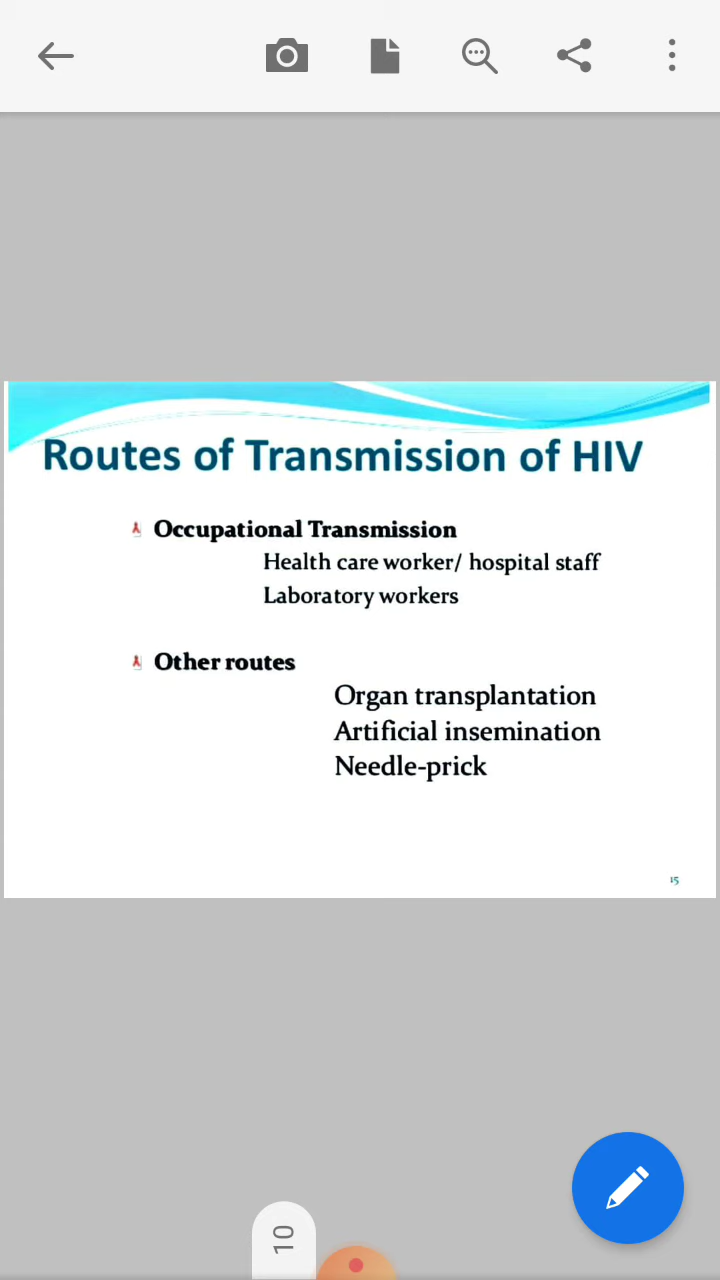 Routes of Transmission of HIV
Occupational Transmission
Health care worker/ hospital staff
Laboratory workers
Other routes
Organ transplantation
Artificial insemination
Needle-prick
15
10